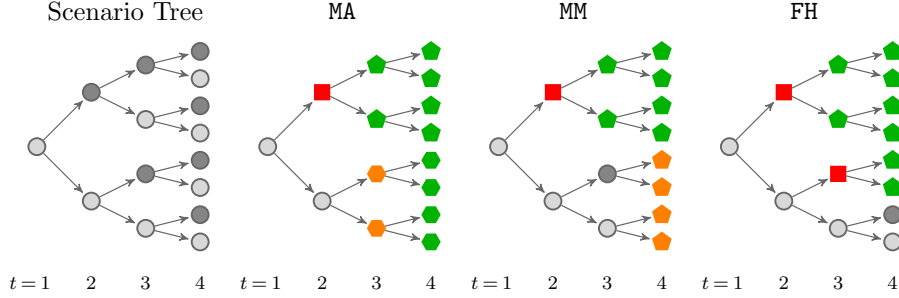 Scenario Tree MA MM FH
t = 1 2 3 4 t = 1 2 3 4 t = 1 2 3 4 t = 1 2 3 4